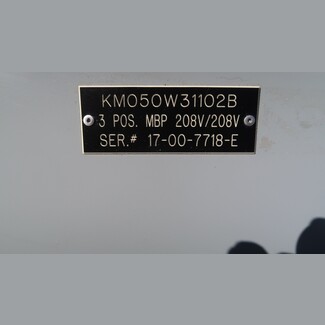 KM050W31102B
3 POS. MBP 208V/208V
SER.# 17-00-7718-E